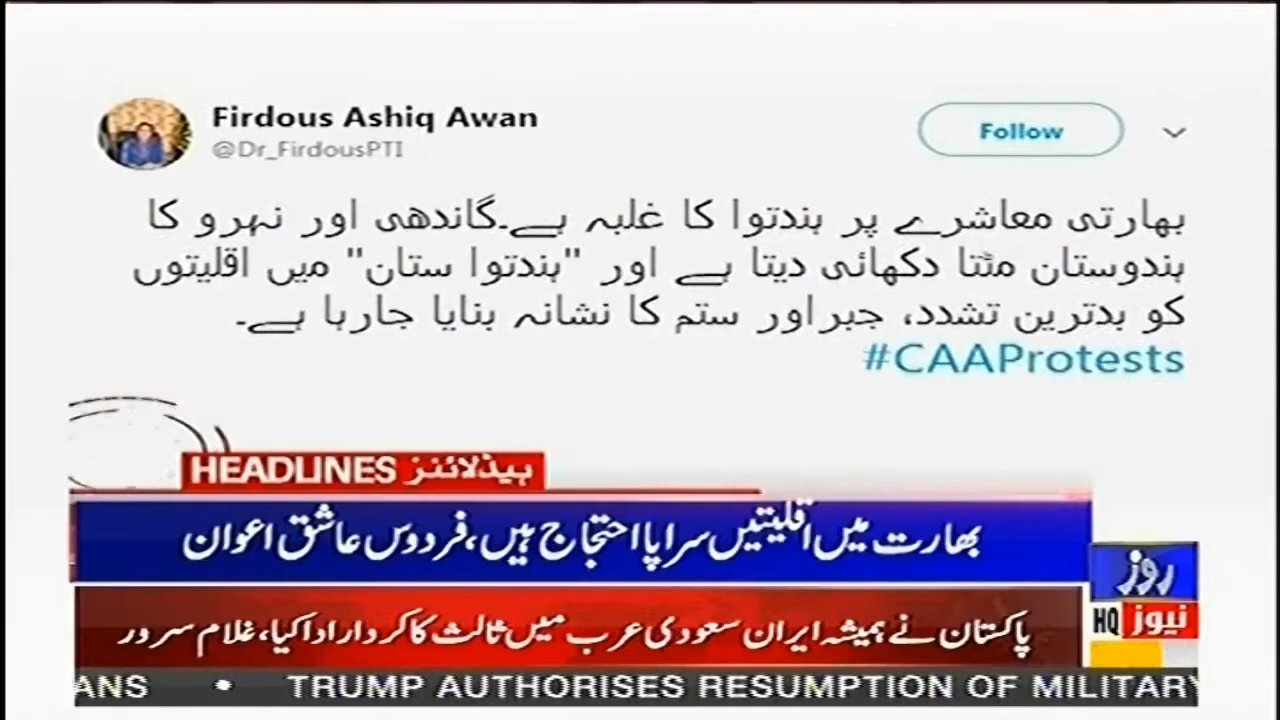 Firdous Ashiq Awan
@Dr_FirdousPTI
Follow
بھارتی معاشرے پر ہندتوا کا غلبہ ہے۔گاندھی اور نہرو کا
ہندوستان مٹتا دکھائی دیتا ہے اور "ہندتوا ستان" میں اقلیتوں
کو بدترین تشدد، جبراور ستم کا نشانہ بنایا جارہا ہے۔
#CAAProtests
HEADLINES ہیڈلائنز
بھارت میں اقلیتیں سراپا احتجاج ہیں، فردوس عاشق اعوان
روز
HQ نیوز
پاکستان نے ہمیشہ ایران سعودی عرب میں ثالث کا کردار ادا کیا، غلام سرور
ANS • TRUMP AUTHORISES RESUMPTION OF MILITARY